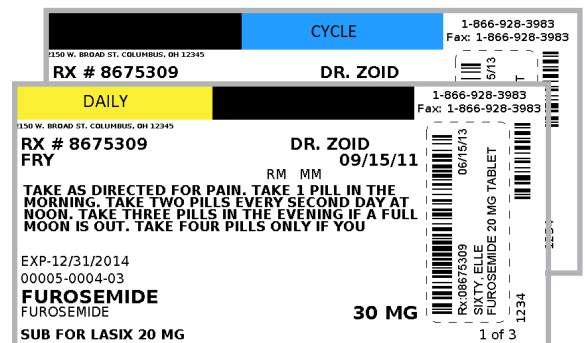 CYCLE
1-866-928-3983
Fax: 1-866-928-3983
2150 W. BROAD ST. COLUMBUS, OH 12345
RX # 8675309 DR. ZOID
5/13
T
DAILY
1-866-928-3983
Fax: 1-866-928-3983
2150 W. BROAD ST. COLUMBUS, OH 12345
RX # 8675309 DR. ZOID
FRY 09/15/11
RM MM
TAKE AS DIRECTED FOR PAIN. TAKE 1 PILL IN THE
MORNING. TAKE TWO PILLS EVERY SECOND DAY AT
NOON. TAKE THREE PILLS IN THE EVENING IF A FULL
MOON IS OUT. TAKE FOUR PILLS ONLY IF YOU
EXP-12/31/2014
00005-0004-03
FUROSEMIDE
FUROSEMIDE
30 MG
SUB FOR LASIX 20 MG
1 of 3
Rx:08675309 06/15/13
SIXTY, ELLE
FUROSEMIDE 20 MG TABLET
1234